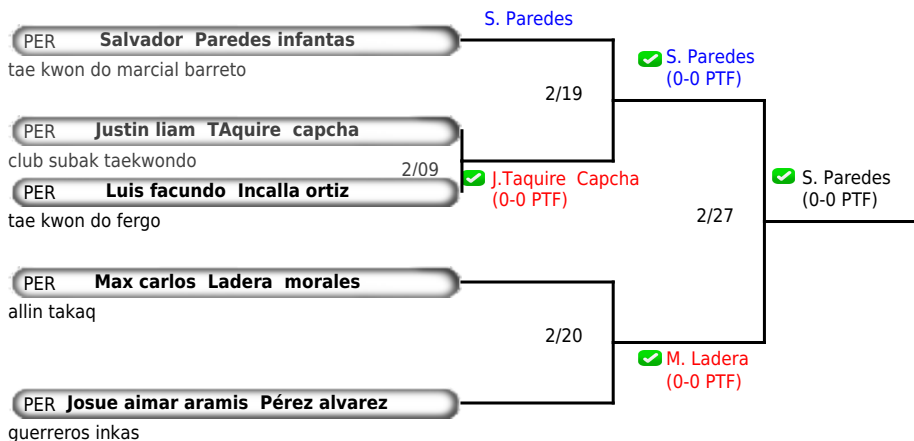 S. Paredes
PER Salvador Paredes infantas
tae kwon do marcial barreto
S. Paredes
(0-0 PTF)
2/19
PER Justin liam TAquire capcha
club subak taekwondo
2/09
J.Taquire Capcha
(0-0 PTF)
PER Luis facundo Incalla ortiz
tae kwon do fergo
S. Paredes
(0-0 PTF)
2/27
PER Max carlos Ladera morales
allin takaq
2/20
M. Ladera
(0-0 PTF)
PER Josue aimar aramis Pérez alvarez
guerreros inkas